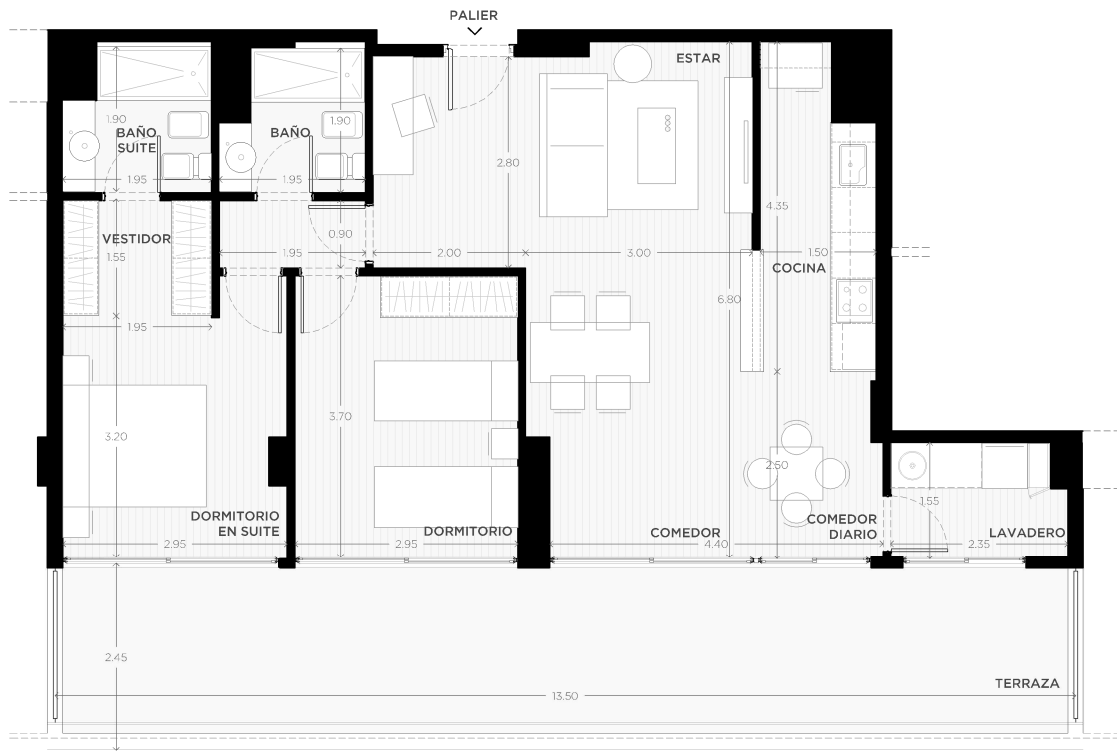 PALIER
ESTAR
1.90
BAÑO
SUITE
BAÑO
1.90
2.80
1.95
1.95
4.35
VESTIDOR
0.90
1.55
1.95
2.00
3.00
1.50
COCINA
6.80
1.95
3.70
3.20
2.50
1.55
DORMITORIO
EN SUITE
DORMITORIO
COMEDOR
COMEDOR
DIARIO
LAVADERO
2.95
2.95
4.40
2.35
2.45
TERRAZA
13.50